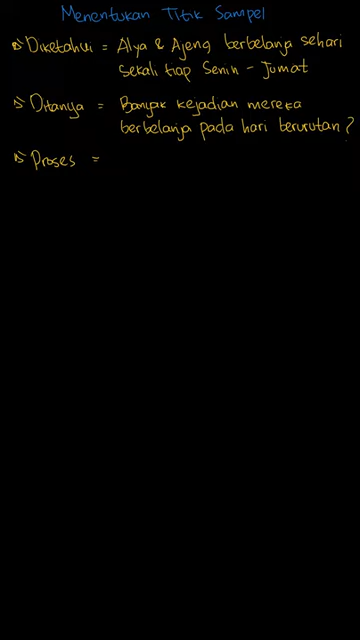 Menentukan Titik Sampel
Diketahui = Alya & Ajeng berbelanja sehari
sekali tiap Senin - Jumat
Ditanya = Banyak kejadian mereka
berbelanja pada hari berurutan?
Proses =